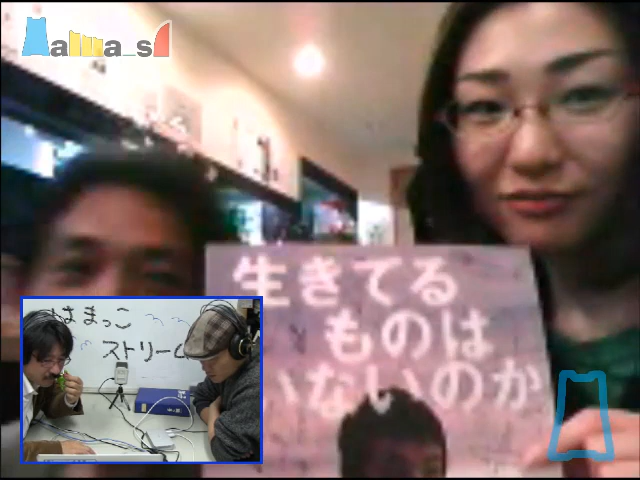 Hama_st
生きてる
ものは
いないのか
はまっこ
ストリーム